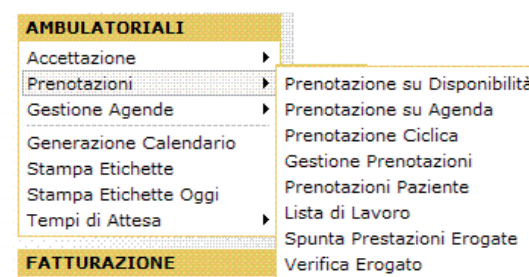 AMBULATORIALI
Accettazione
Prenotazioni
Gestione Agende
Generazione Calendario
Stampa Etichette
Stampa Etichette Oggi
Tempi di Attesa
FATTURAZIONE
Prenotazione su Disponibilità
Prenotazione su Agenda
Prenotazione Ciclica
Gestione Prenotazioni
Prenotazioni Paziente
Lista di Lavoro
Spunta Prestazioni Erogate
Verifica Erogato